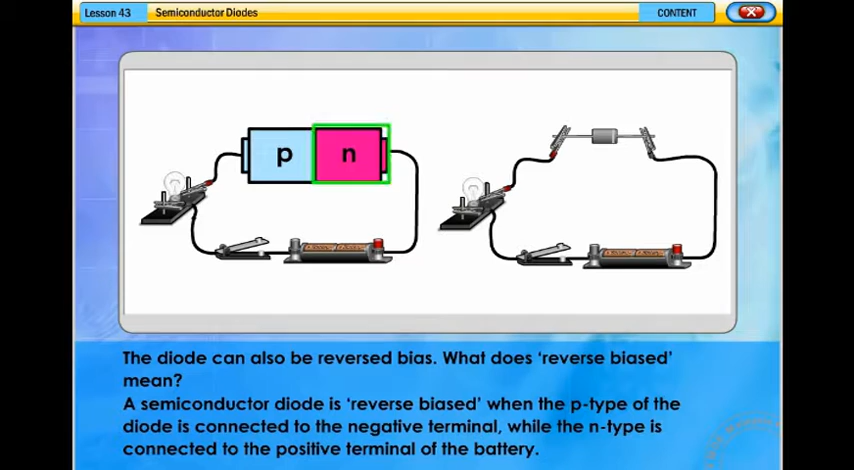 Lesson 43
Semiconductor Diodes
CONTENT
p
n
The diode can also be reversed bias. What does ‘reverse biased’
mean?
A semiconductor diode is ‘reverse biased’ when the p-type of the
diode is connected to the negative terminal, while the n-type is
connected to the positive terminal of the battery.